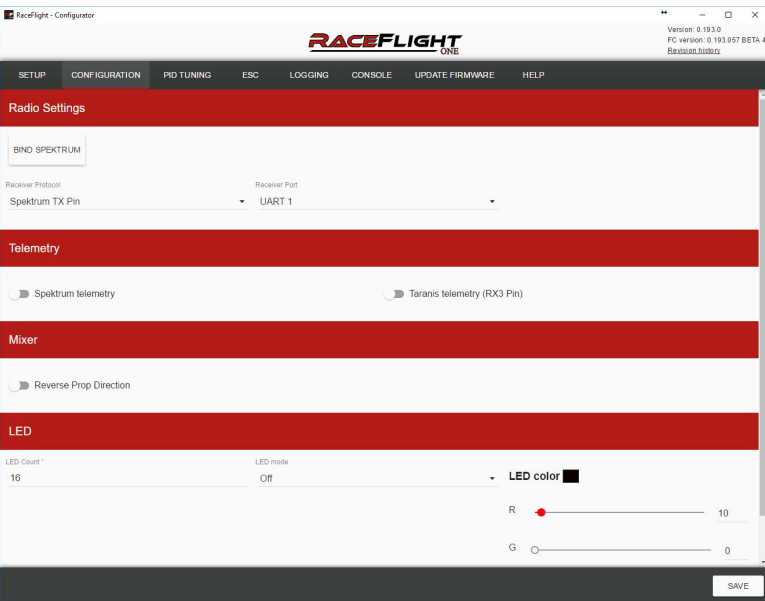 RaceFlight - Configurator
Version: 0.193.0
FC version: 0.193.057 BETA 4
Revision history
RACEFLIGHT
ONE
SETUP CONFIGURATION PID TUNING ESC LOGGING CONSOLE UPDATE FIRMWARE HELP
Radio Settings
BIND SPEKTRUM
Receiver Protocol Receiver Port
Spektrum TX Pin UART 1
Telemetry
Spektrum telemetry Taranis telemetry (RX3 Pin)
Mixer
Reverse Prop Direction
LED
LED Count * LED mode
16 Off LED color
R 10
G 0
SAVE